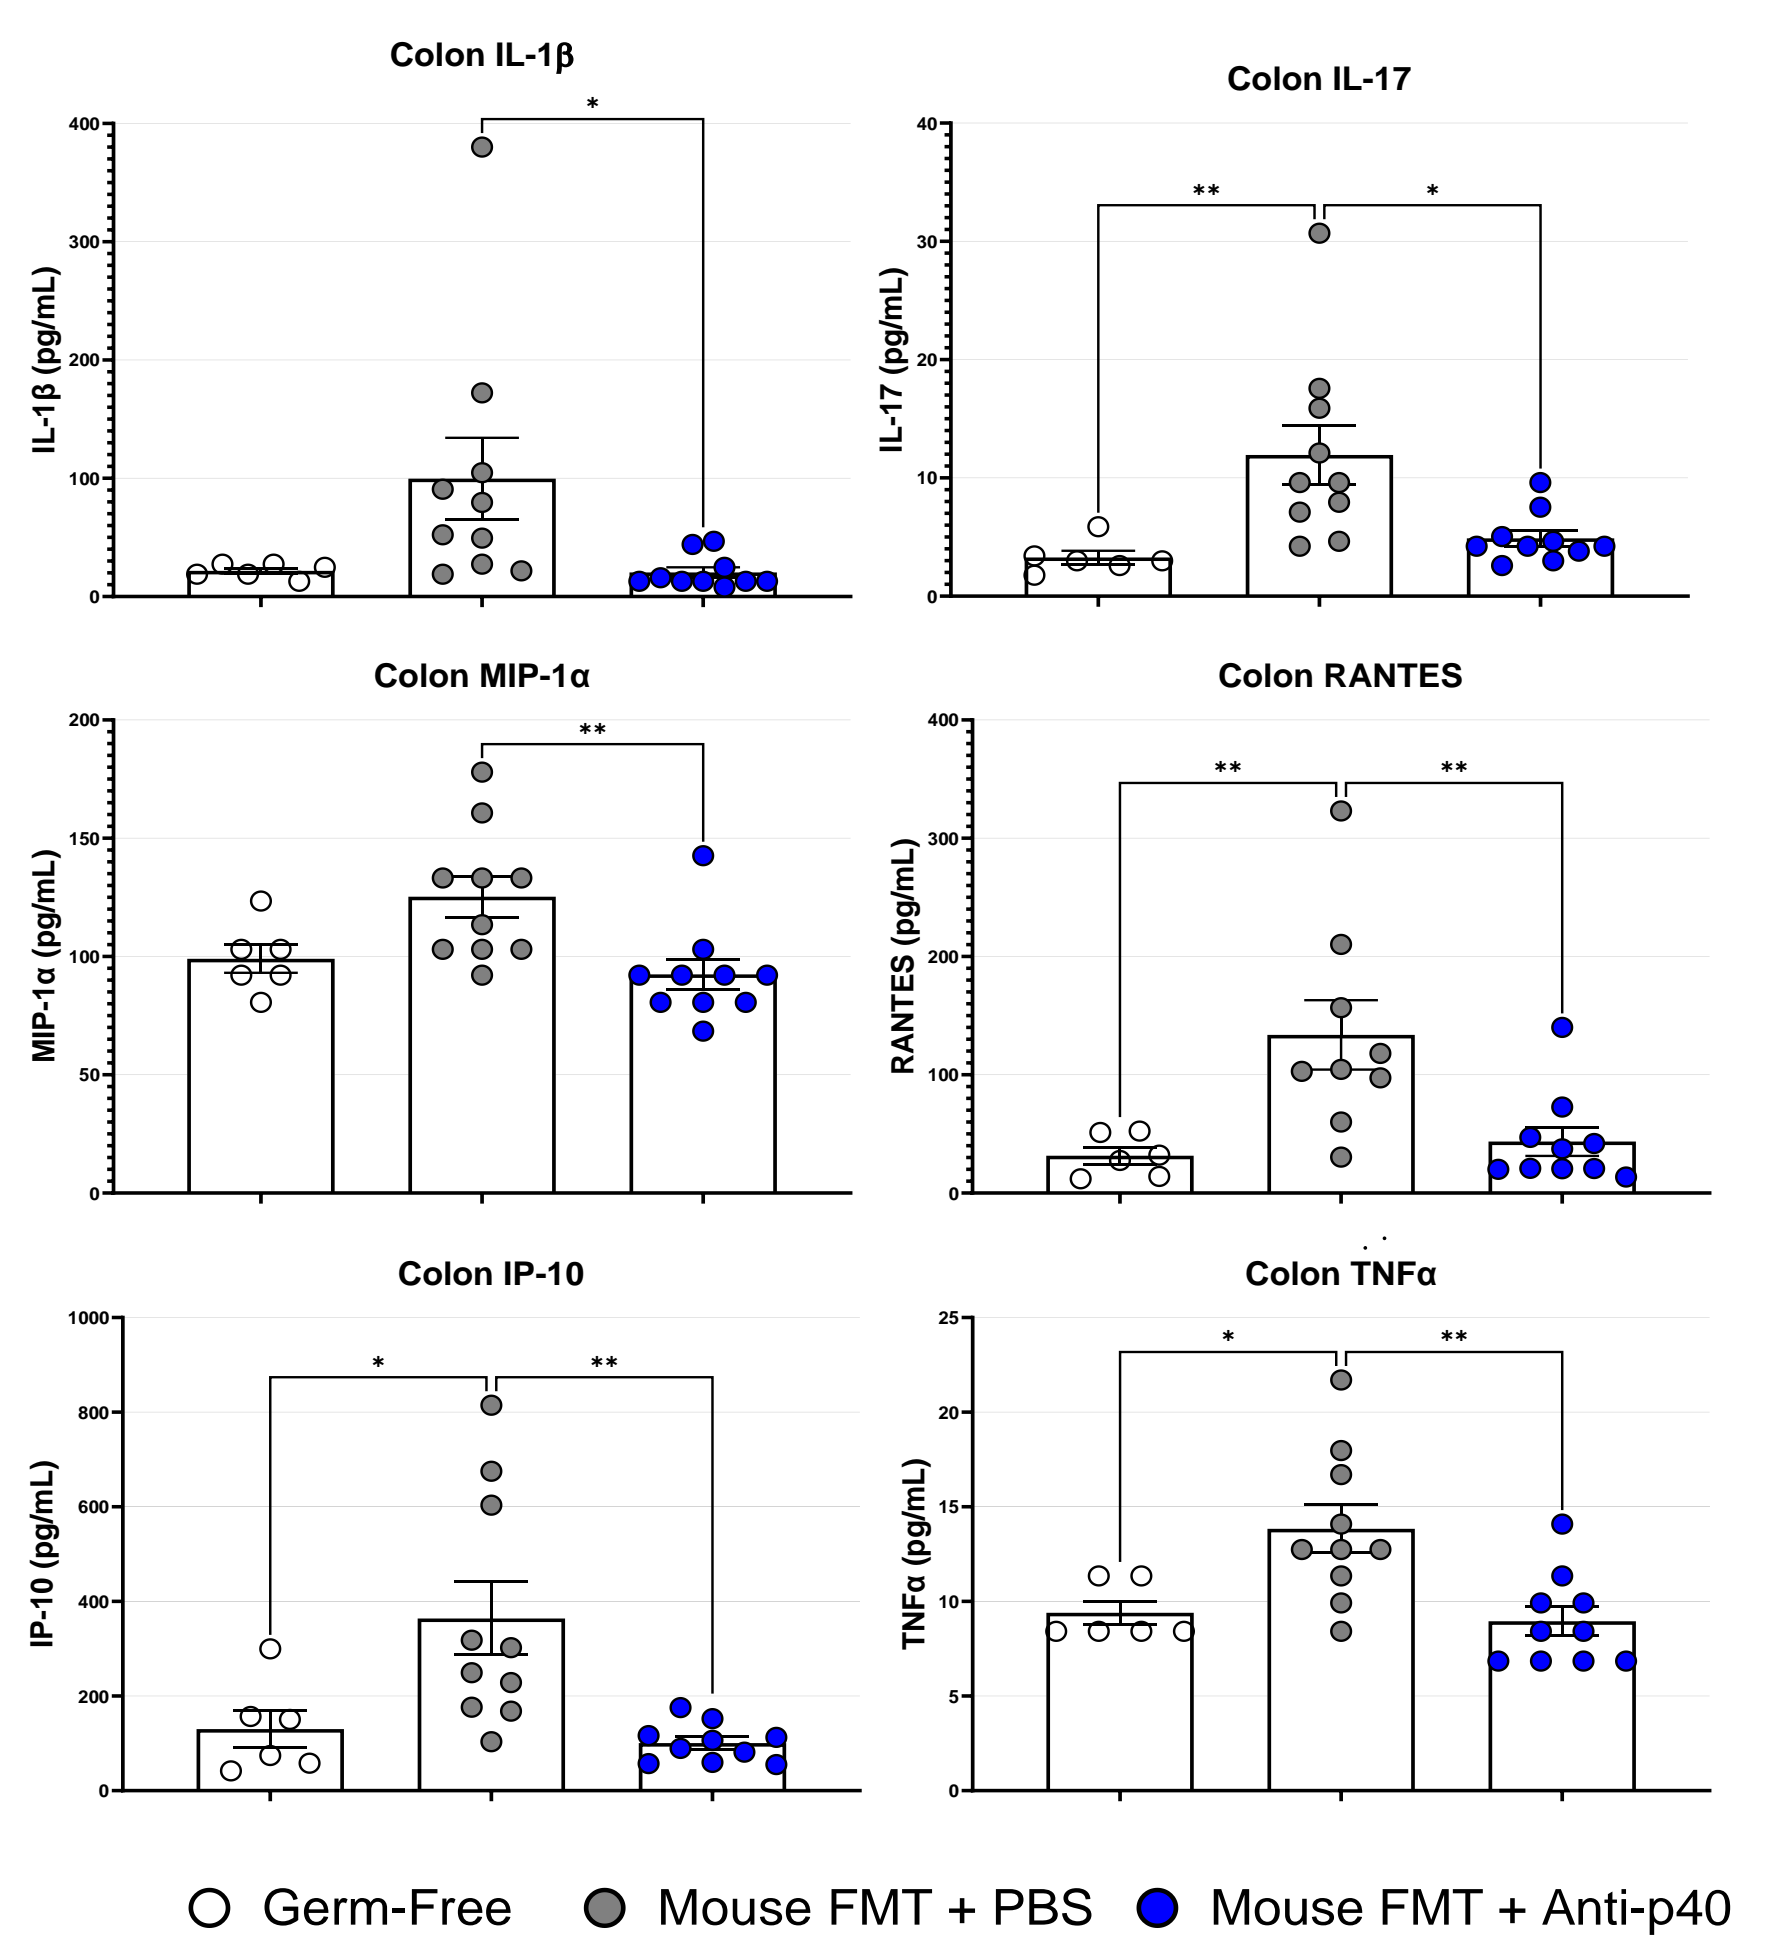 Colon IL-1β
*
400
300
200
100
0
IL-1β (pg/mL)
Colon IL-17
** *
40
30
20
10
0
IL-17 (pg/mL)
Colon MIP-1α
**
200
150
100
50
0
MIP-1α (pg/mL)
Colon RANTES
** **
400
300
200
100
0
RANTES (pg/mL)
Colon IP-10
* **
1000
800
600
400
200
0
IP-10 (pg/mL)
Colon TNFα
* **
25
20
15
10
5
0
TNFα (pg/mL)
Germ-Free Mouse FMT + PBS Mouse FMT + Anti-p40